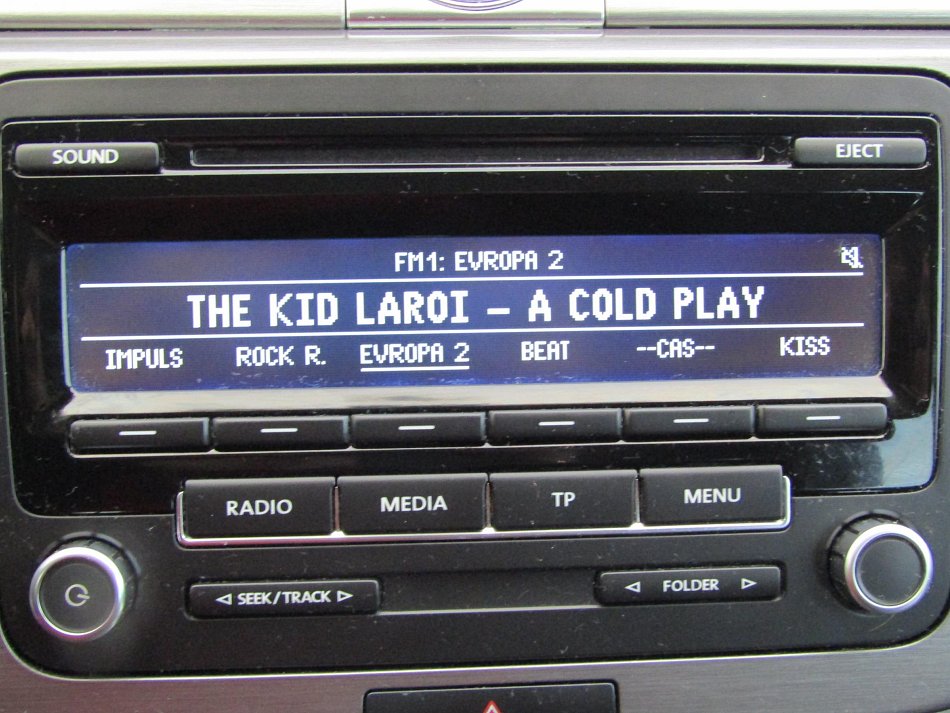 SOUND EJECT
FM1: EVROPA 2
THE KID LAROI - A COLD PLAY
IMPULS ROCK R. EVROPA 2 BEAT --CAS-- KISS
RADIO MEDIA TP MENU
SEEK/TRACK FOLDER